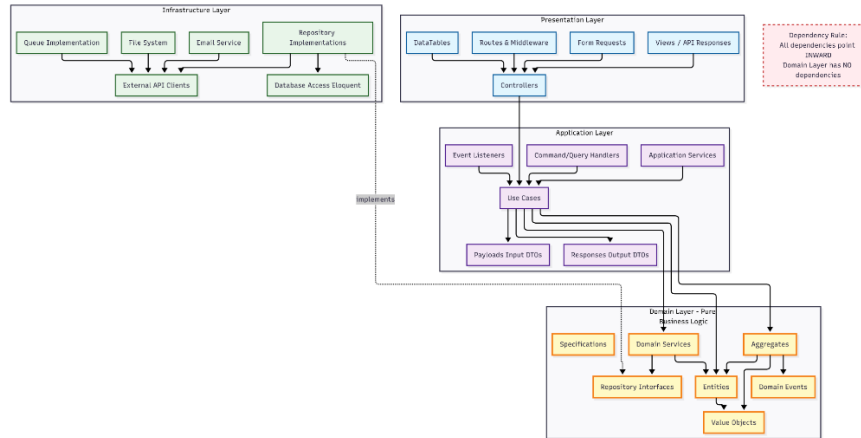 Infrastructure Layer
Queue Implementation
File System
Email Service
Repository
Implementations
External API Clients
Database Access Eloquent
Presentation Layer
DataTables
Routes & Middleware
Form Requests
Views / API Responses
Controllers
Dependency Rule:
All dependencies point
INWARD
Domain Layer has NO
dependencies
Application Layer
Event Listeners
Command/Query Handlers
Application Services
Use Cases
Payloads Input DTOs
Responses Output DTOs
implements
Domain Layer - Pure
Business Logic
Specifications
Domain Services
Aggregates
Repository Interfaces
Entities
Domain Events
Value Objects